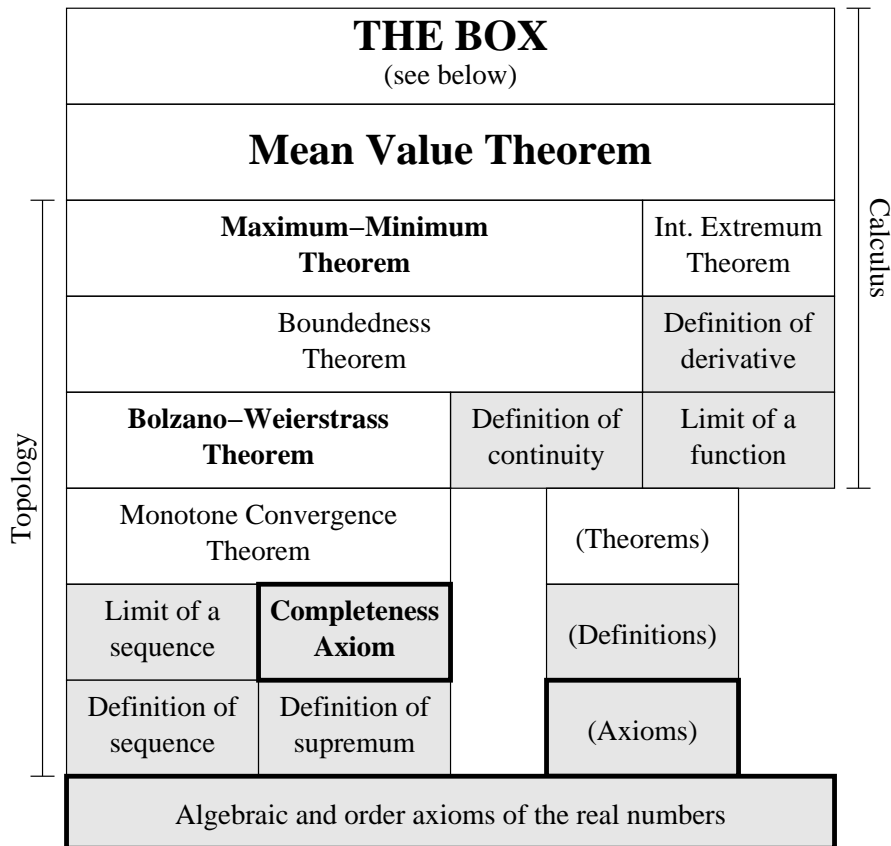 THE BOX
(see below)
Mean Value Theorem
Maximum−Minimum
Theorem
Int. Extremum
Theorem
Boundedness
Theorem
Definition of
derivative
Bolzano−Weierstrass
Theorem
Definition of
continuity
Limit of a
function
Calculus
Topology
Monotone Convergence
Theorem
(Theorems)
Limit of a
sequence
Completeness
Axiom
(Definitions)
Definition of
sequence
Definition of
supremum
(Axioms)
Algebraic and order axioms of the real numbers